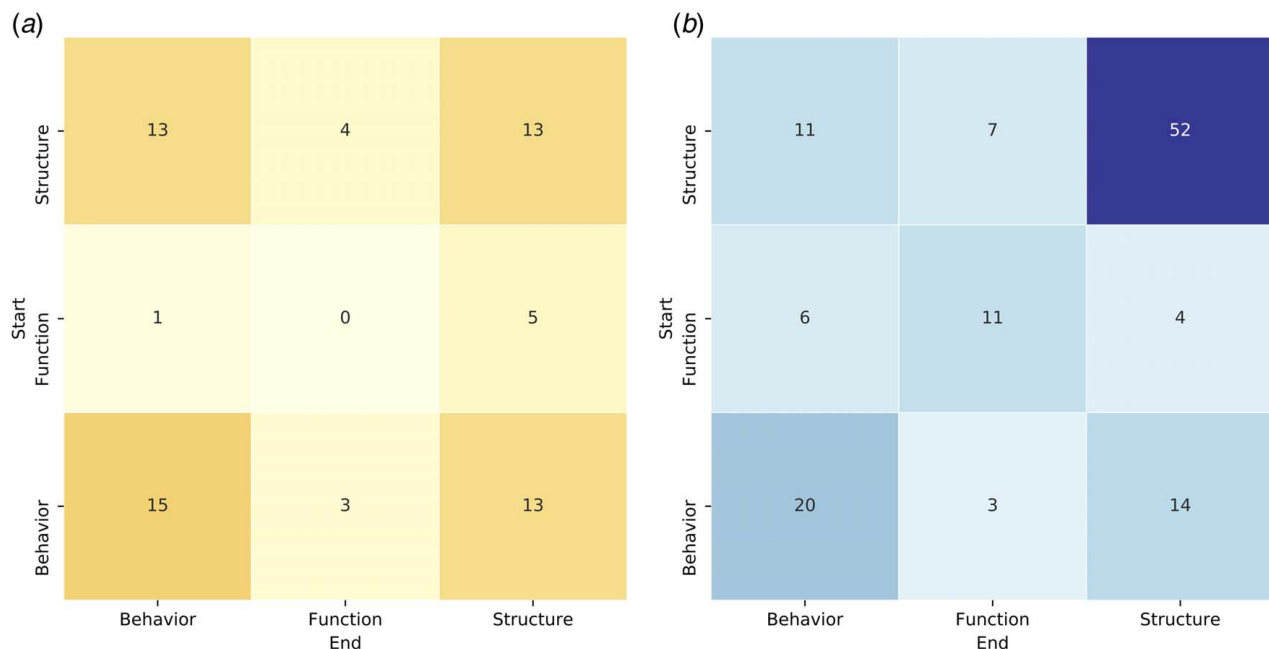 (a)
Structure
13 4 13
Start
Function
1 0 5
Behavior
15 3 13
Behavior Function Structure
End
(b)
Structure
11 7 52
Start
Function
6 11 4
Behavior
20 3 14
Behavior Function Structure
End